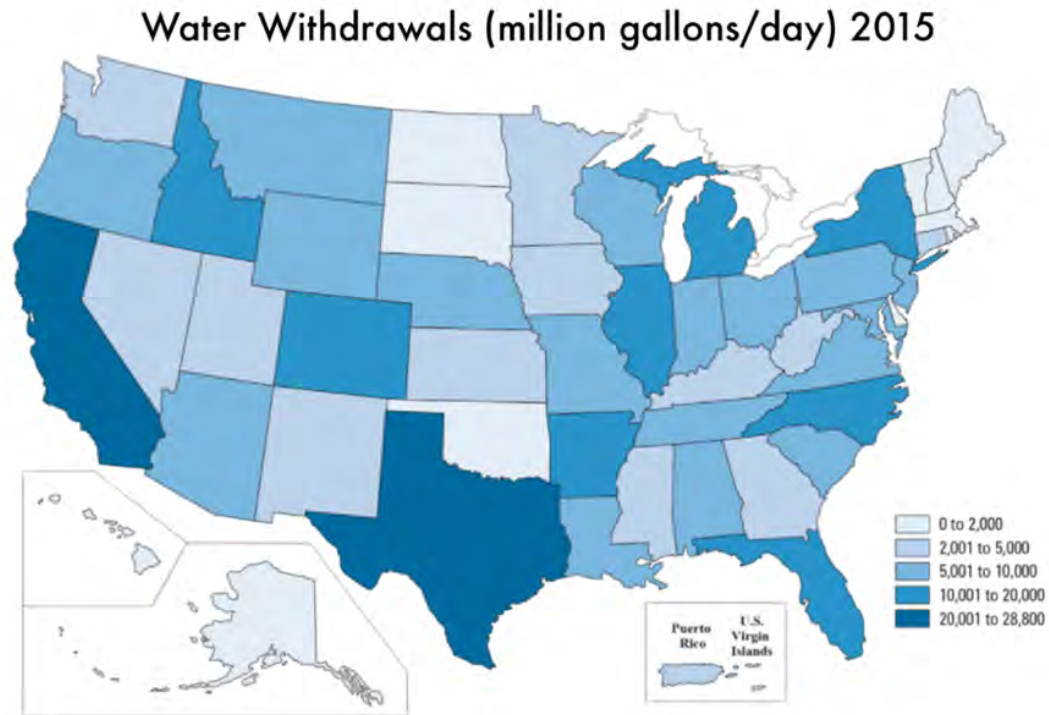 Water Withdrawals (million gallons/day) 2015
0 to 2,000
2,001 to 5,000
5,001 to 10,000
10,001 to 20,000
20,001 to 28,800
Puerto
Rico
U.S.
Virgin
Islands